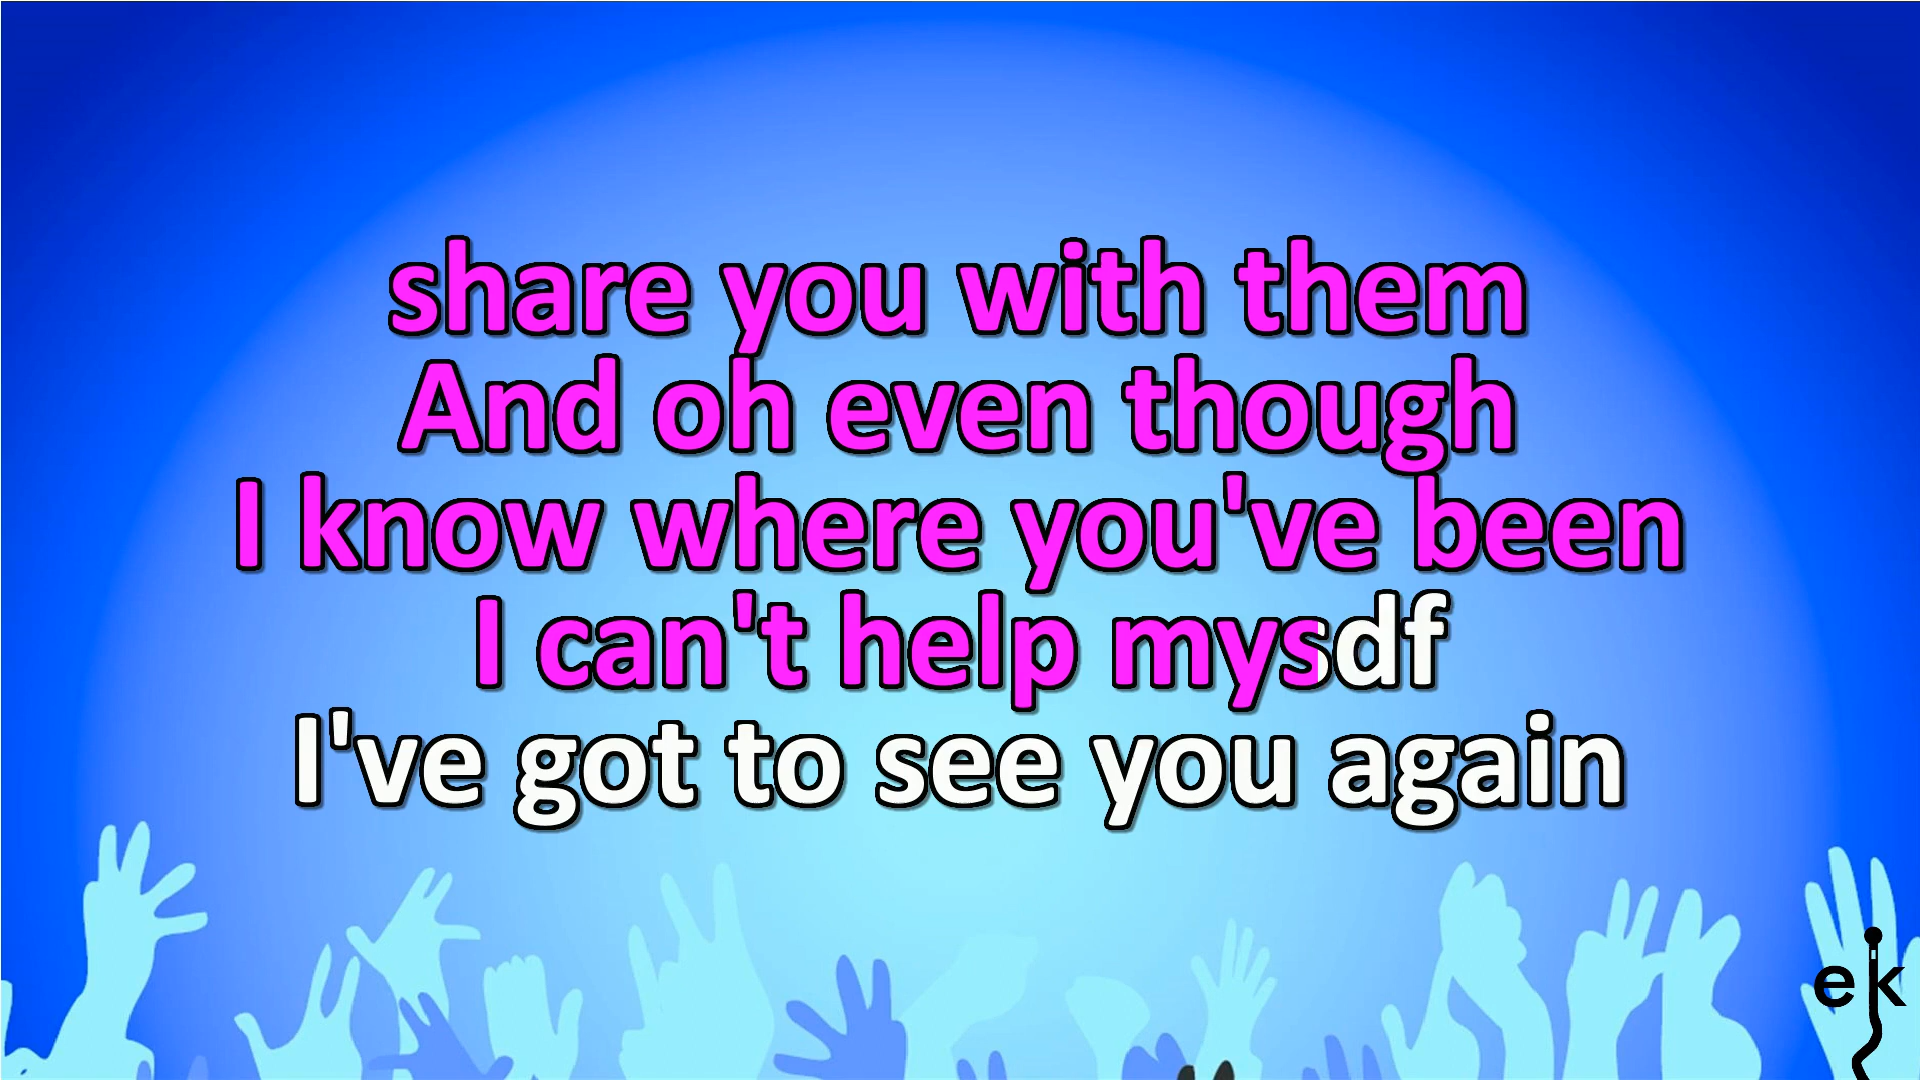 share you with them
And oh even though
I know where you've been
I can't help mysdf
I've got to see you again
ek